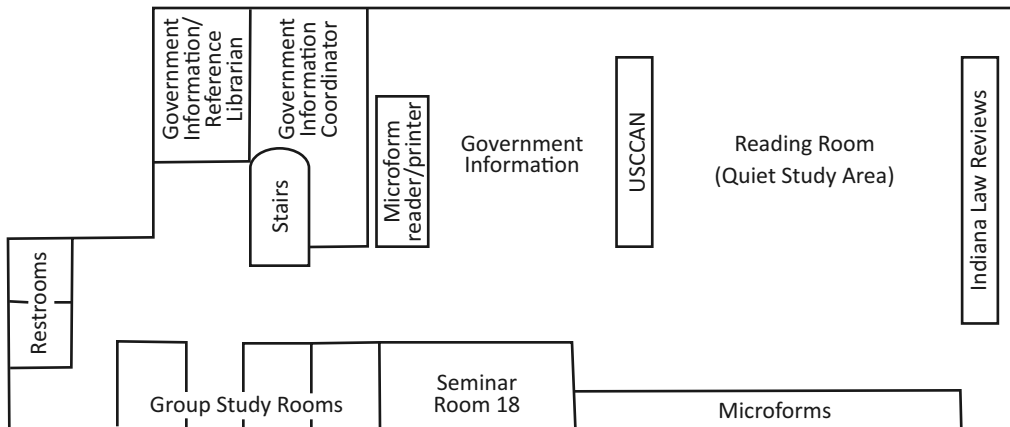 Government
Information/
Reference
Librarian
Government
Information
Coordinator
Stairs
Microform
reader/printer
Government
Information
USCCAN
Reading Room
(Quiet Study Area)
Indiana Law Reviews
Restrooms
Group Study Rooms
Seminar
Room 18
Microforms